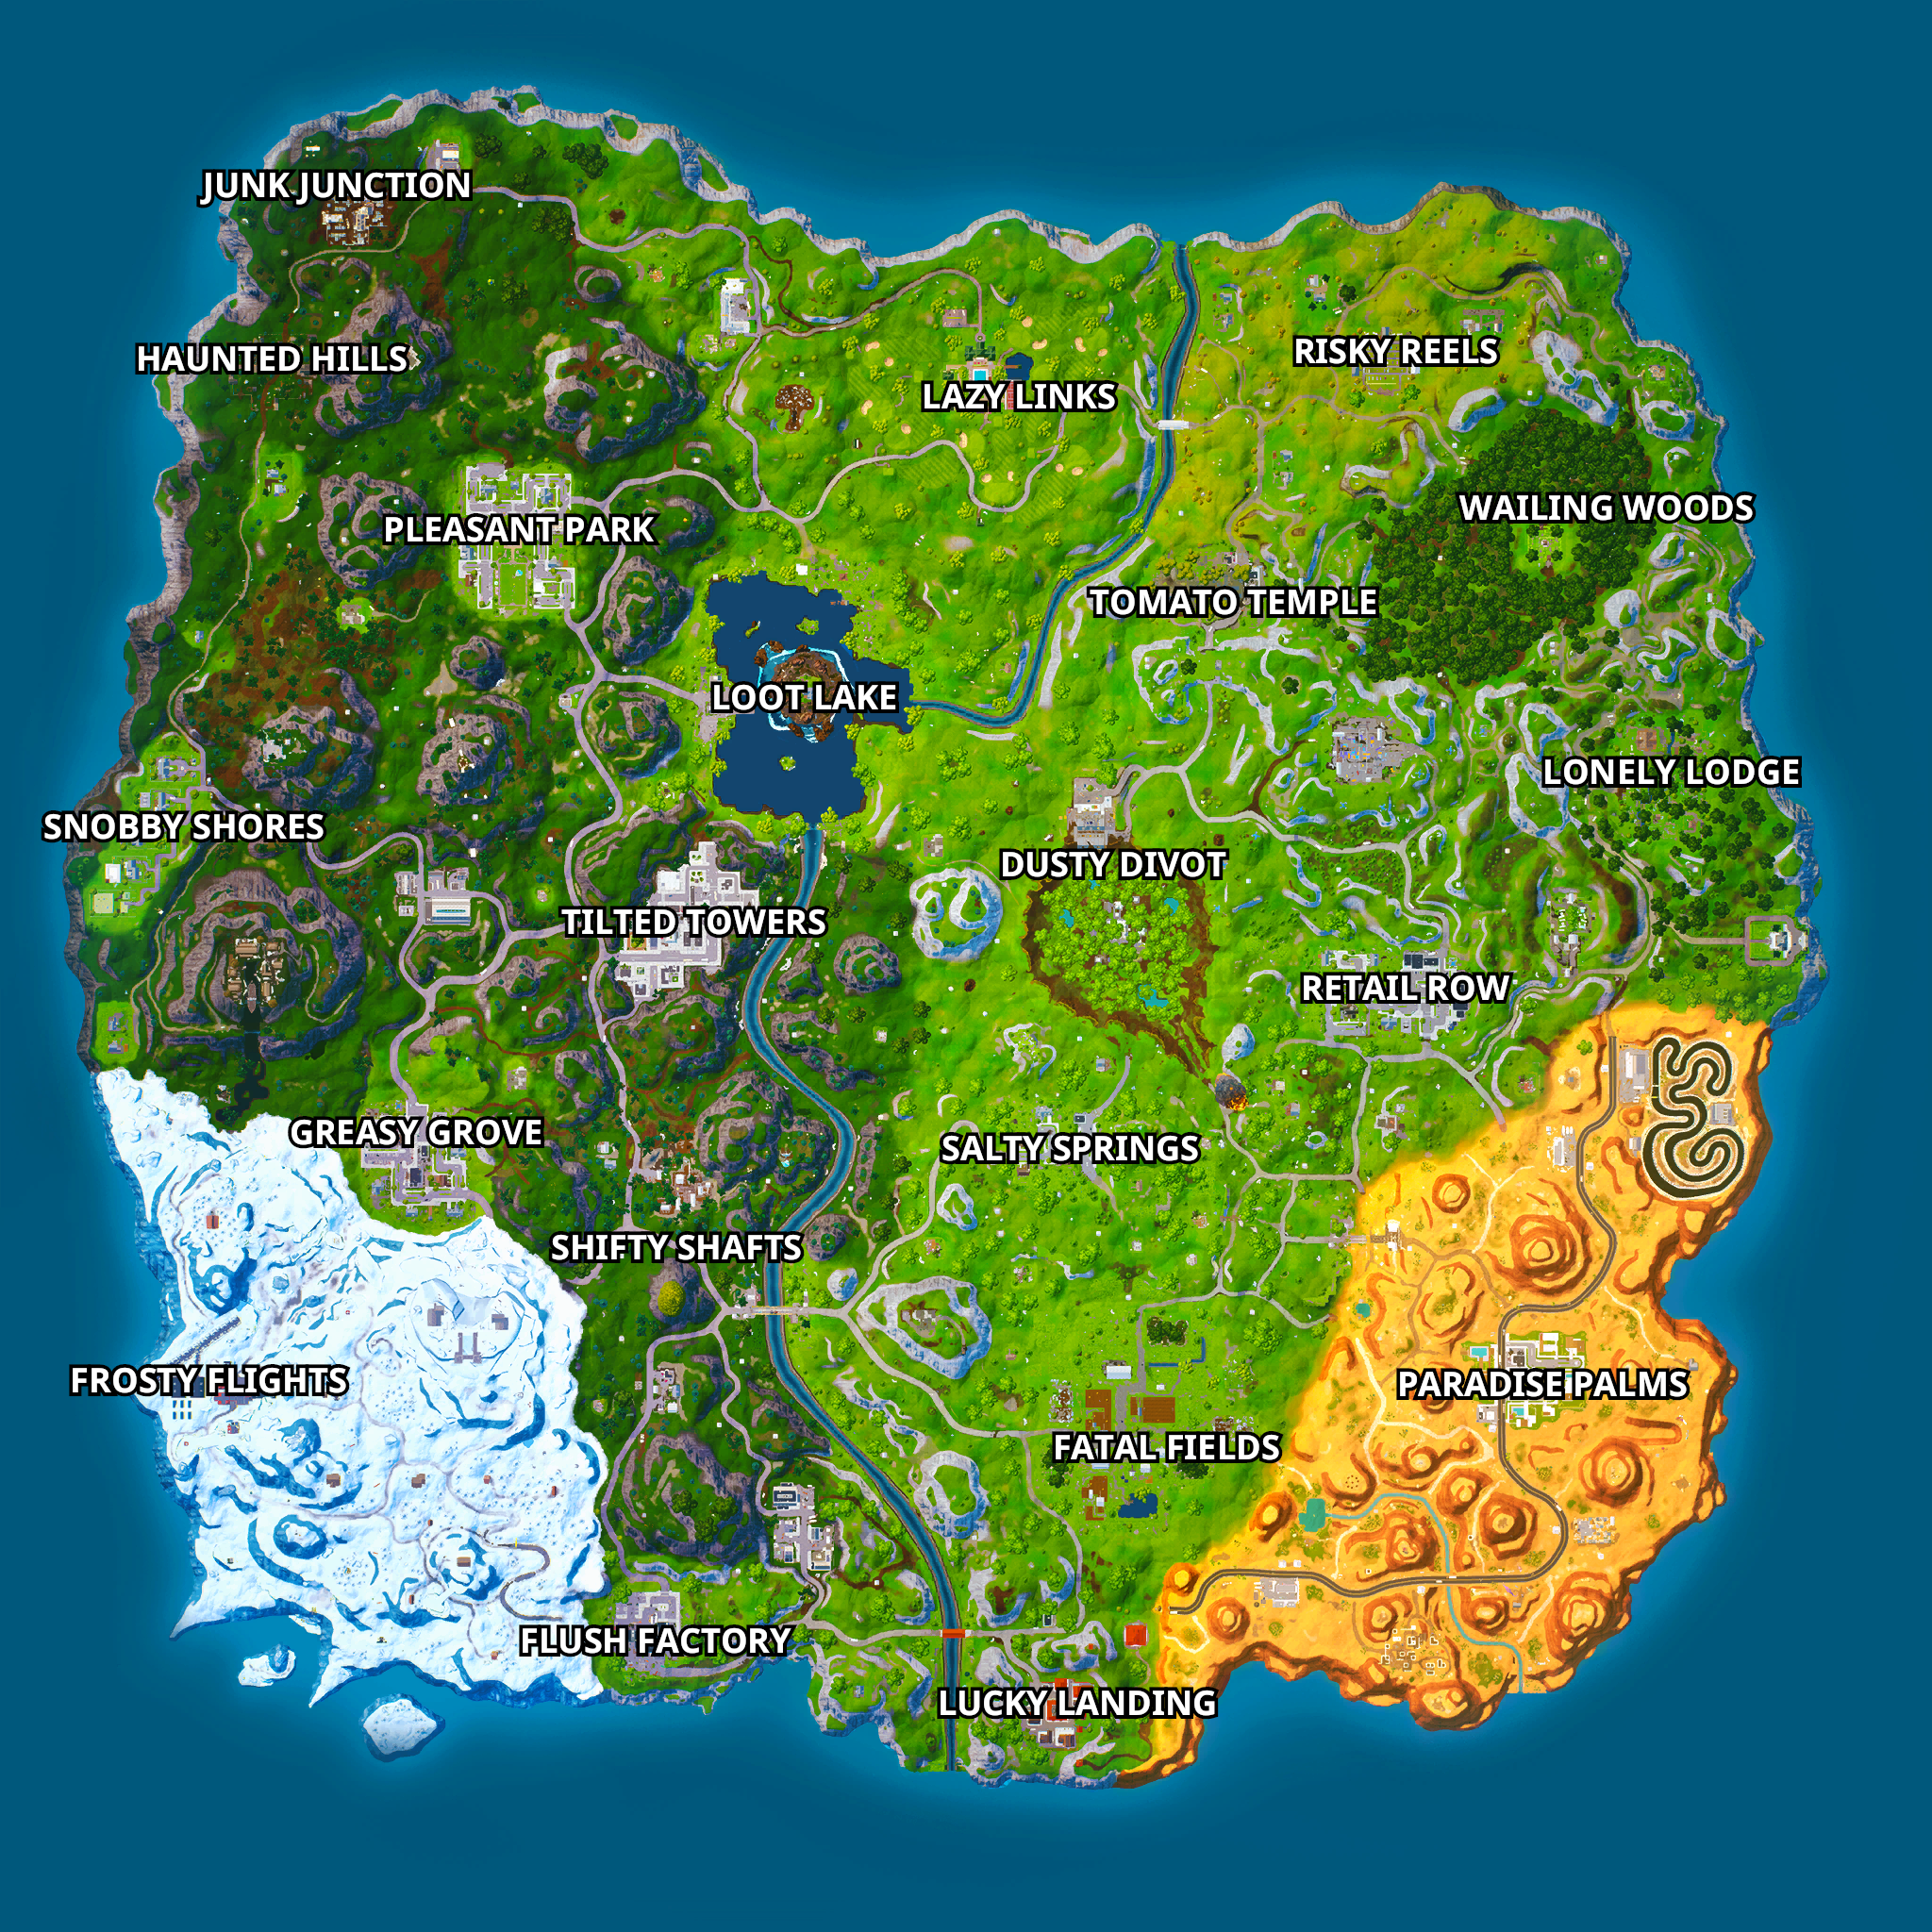 JUNK JUNCTION
HAUNTED HILLS
RISKY REELS
LAZY LINKS
WAILING WOODS
PLEASANT PARK
TOMATO TEMPLE
LOOT LAKE
LONELY LODGE
SNOBBY SHORES
DUSTY DIVOT
TILTED TOWERS
RETAIL ROW
GREASY GROVE
SALTY SPRINGS
SHIFTY SHAFTS
FROSTY FLIGHTS
PARADISE PALMS
FATAL FIELDS
FLUSH FACTORY
LUCKY LANDING